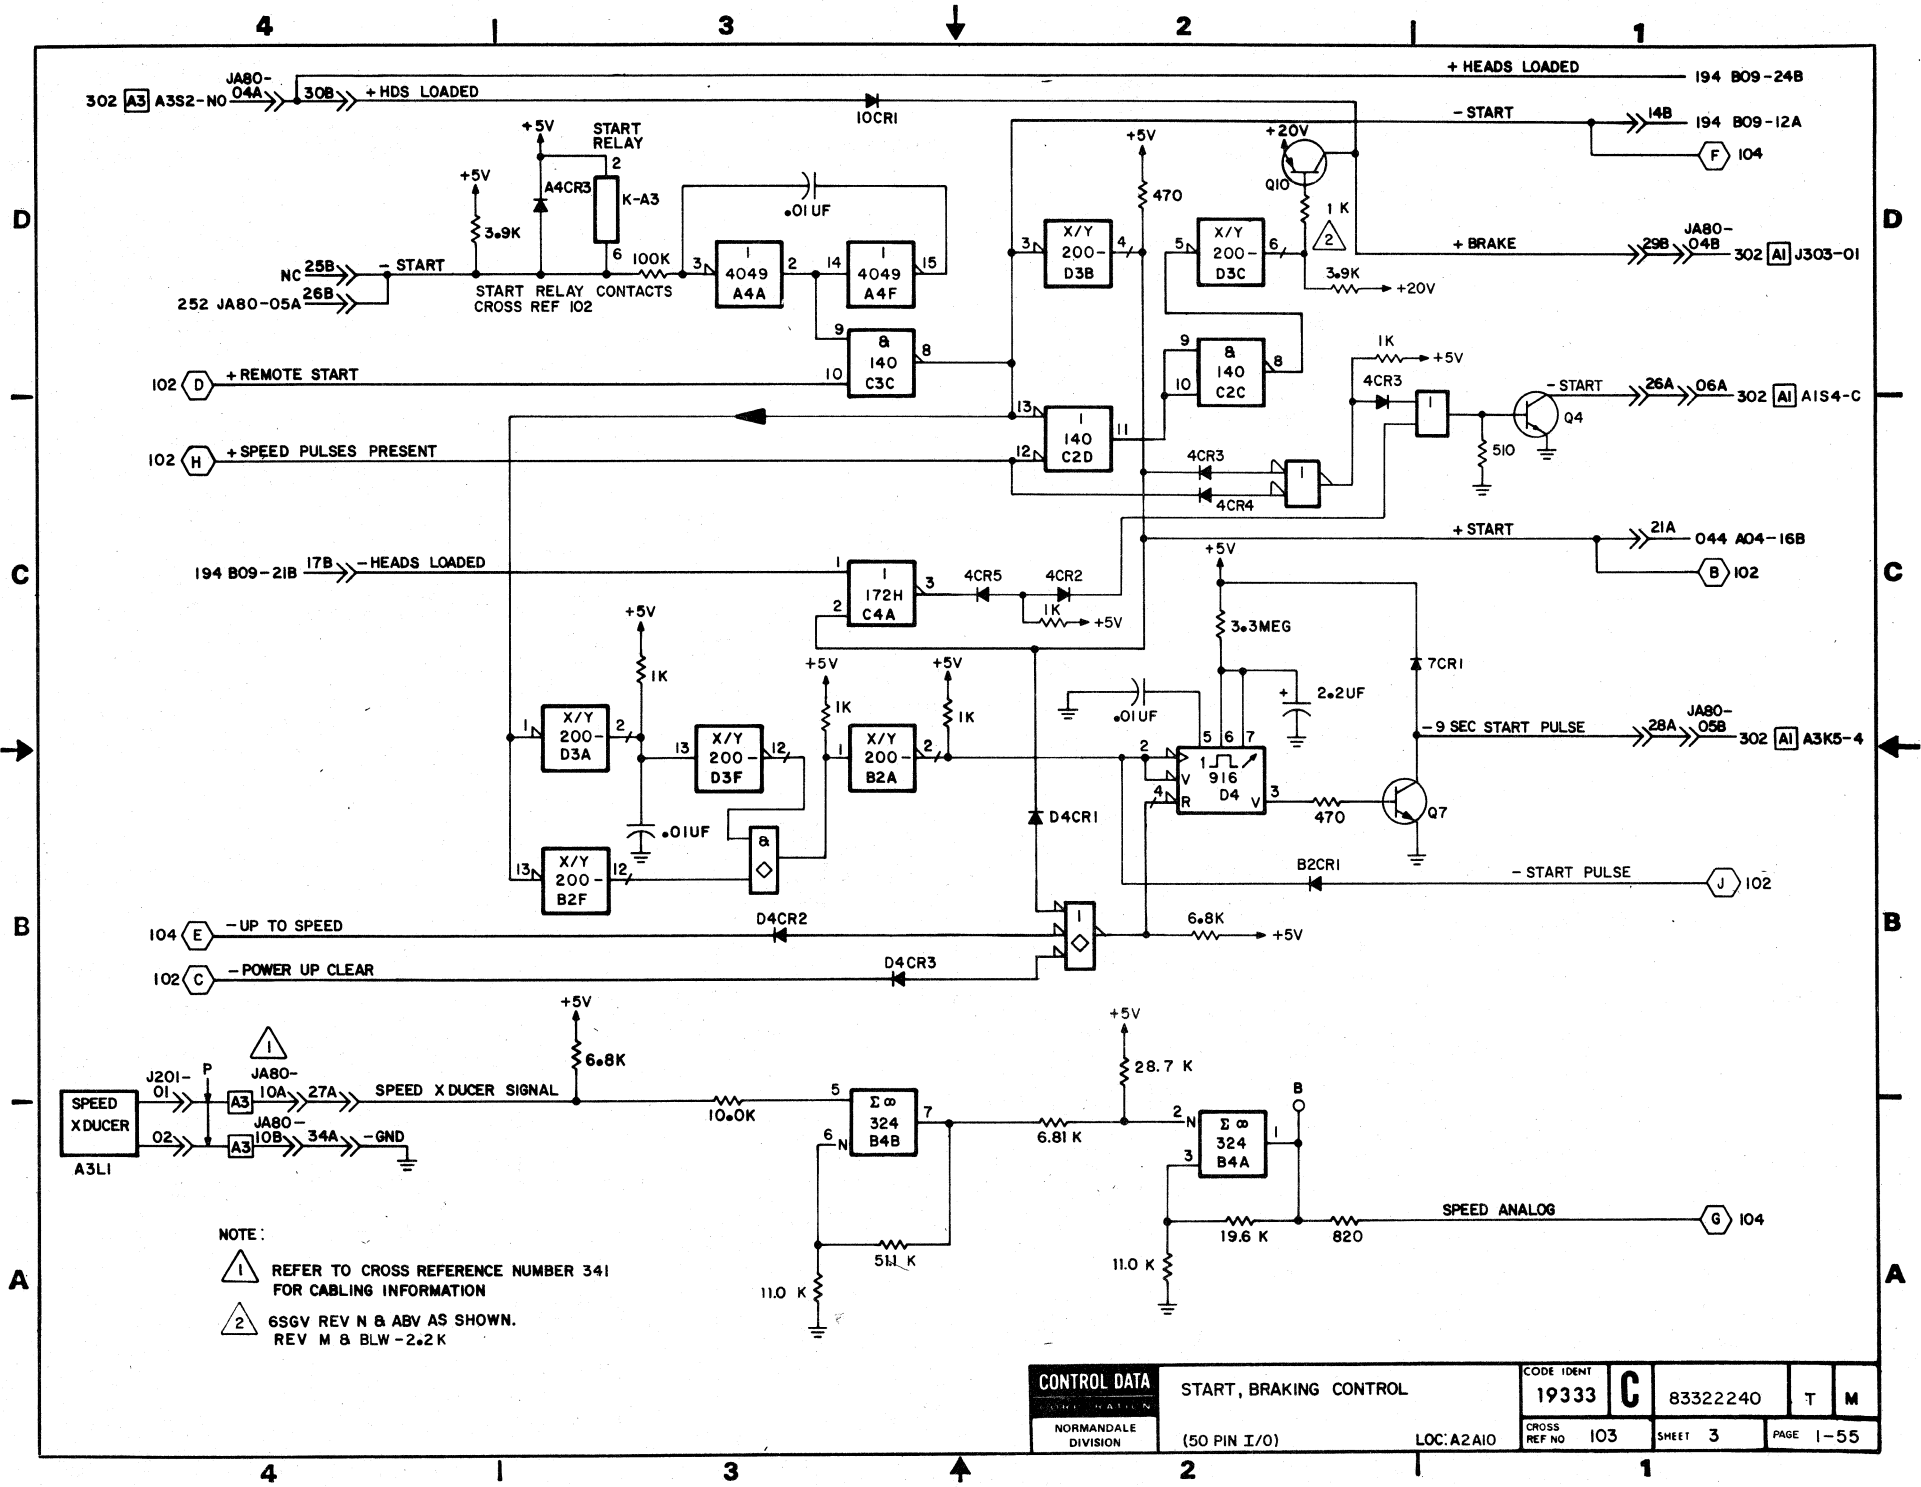 4 3 2 1
+ HEADS LOADED 194 B09-24B
302 A3 A3S2-NO JA80-04A 30B + HDS LOADED
10CR1
- START 14B 194 B09-12A
F 104
+5V START RELAY
2
A4CR3 K-A3
6
+5V
3.9K
.01UF
+5V
470
+20V
Q10
1 K
2
D D
NC 25B - START
252 JA80-05A 26B
START RELAY CONTACTS
CROSS REF 102
100K
3 1 4049 A4A 2
14 1 4049 A4F 15
3 X/Y 200- D3B 4
5 X/Y 200- D3C 6
3.9K +20V
+ BRAKE 29B JA80-04B 302 A1 J303-01
9 & 140 C3C 8
10
102 D + REMOTE START
9 & 140 C2C 8
10
1K +5V
4CR3
1
- START 26A 06A 302 A1 A1S4-C
Q4
510
102 H + SPEED PULSES PRESENT
13 1 140 C2D 11
12
4CR3
4CR4
1
+ START 21A 044 A04-16B
B 102
C C
194 B09-21B 17B - HEADS LOADED
1 1 172H C4A 3
2
4CR5 4CR2
1K +5V
+5V
3.3MEG
7CR1
+5V
1K
+5V
1K
+5V
1K
.01UF
+ 2.2UF
1 X/Y 200- D3A 2
13 X/Y 200- D3F 12
1 X/Y 200- B2A 2
.01UF
5 6 7
2 1 916 D4
V
4 R V 3
470
Q7
- 9 SEC START PULSE 28A JA80-05B 302 A1 A3K5-4
13 X/Y 200- B2F 12
&
D4CR1
B2CR1 - START PULSE J 102
B B
104 E - UP TO SPEED D4CR2
1
6.8K +5V
102 C - POWER UP CLEAR D4CR3
+5V
6.8K
+5V
28.7 K
1
SPEED XDUCER
A3L1
J201-01 P A3 JA80-10A 27A SPEED XDUCER SIGNAL
02 A3 JA80-10B 34A - GND
10.0K
5 Σ∞ 324 B4B 7
6 N
51.1 K
11.0 K
6.81 K
2 N Σ∞ 324 B4A 1
3
B
19.6 K 820
11.0 K
SPEED ANALOG G 104
A A
NOTE:
1 REFER TO CROSS REFERENCE NUMBER 341
FOR CABLING INFORMATION
2 6SGV REV N & ABV AS SHOWN.
REV M & BLW - 2.2K
CONTROL DATA
CORPORATION
NORMANDALE
DIVISION
START, BRAKING CONTROL
(50 PIN I/O) LOC: A2A10
CODE IDENT
19333 C 83322240 T M
CROSS REF NO 103 SHEET 3 PAGE 1-55
4 3 2 1